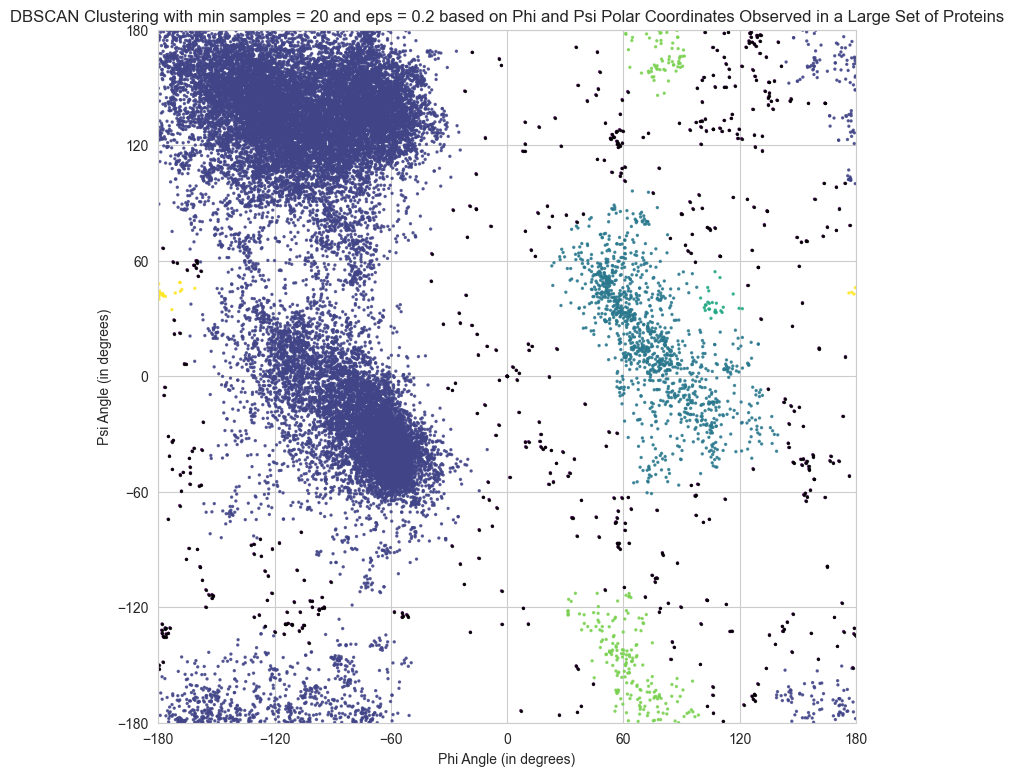 DBSCAN Clustering with min samples = 20 and eps = 0.2 based on Phi and Psi Polar Coordinates Observed in a Large Set of Proteins
180
120
60
0
−60
−120
−180
Psi Angle (in degrees)
−180 −120 −60 0 60 120 180
Phi Angle (in degrees)